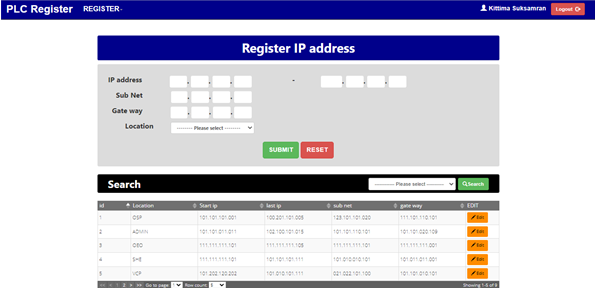 PLC Register REGISTER Kittima Suksamran Logout
Register IP address
IP address . . . - . . .
Sub Net . . .
Gate way . . .
Location --------- Please select ---------
SUBMIT RESET
Search ----------- Please select ---------- Search
id Location Start ip last ip sub net gate way EDIT
1 101.101.101.001 100.201.101.005 123.101.101.020 111.101.110.101 Edit
2 ADMIN 101.101.011.011 102.100.101.015 101.101.110.101 101.101.020.109 Edit
3 111.111.111.101 111.111.111.105 111.111.111.101 111.111.111.001 Edit
4 SHE 111.111.110.101 101.101.101.111 101.010.010.101 101.011.011.001 Edit
5 VCP 101.202.120.202 101.010.101.111 021.022.101.100 101.101.010.101 Edit
1 2 Go to page: 1 Row count: Showing 1-5 of 9